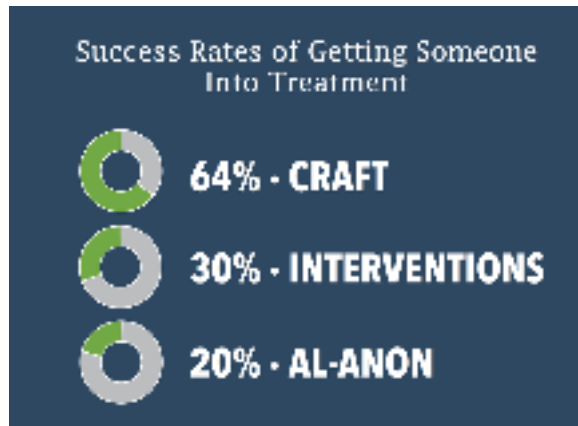 Success Rates of Getting Someone
Into Treatment
64% - CRAFT
30% - INTERVENTIONS
20% - AL-ANON